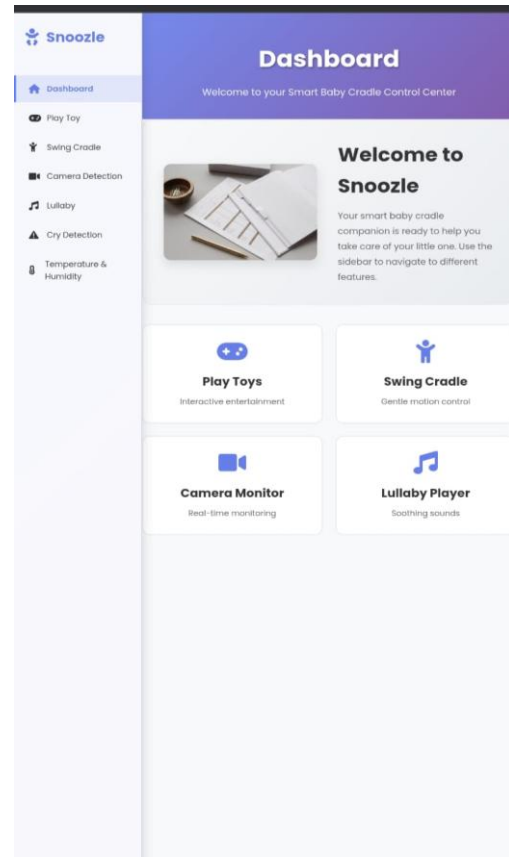 Snoozle
Dashboard
Play Toy
Swing Cradle
Camera Detection
Lullaby
Cry Detection
Temperature &
Humidity
Dashboard
Welcome to your Smart Baby Cradle Control Center
Welcome to
Snoozle
Your smart baby cradle
companion is ready to help you
take care of your little one. Use the
sidebar to navigate to different
features.
Play Toys
Interactive entertainment
Swing Cradle
Gentle motion control
Camera Monitor
Real-time monitoring
Lullaby Player
Soothing sounds